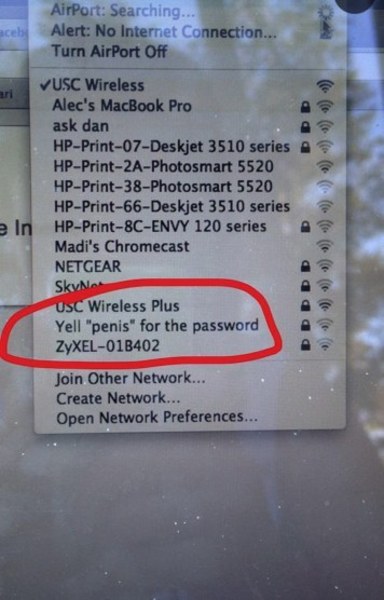 AirPort: Searching...
Alert: No Internet Connection...
Turn AirPort Off
✓USC Wireless
Alec's MacBook Pro
ask dan
HP-Print-07-Deskjet 3510 series
HP-Print-2A-Photosmart 5520
HP-Print-38-Photosmart 5520
HP-Print-66-Deskjet 3510 series
HP-Print-8C-ENVY 120 series
Madi's Chromecast
NETGEAR
SkyNet
USC Wireless Plus
Yell "penis" for the password
ZyXEL-01B402
Join Other Network...
Create Network...
Open Network Preferences...
e In